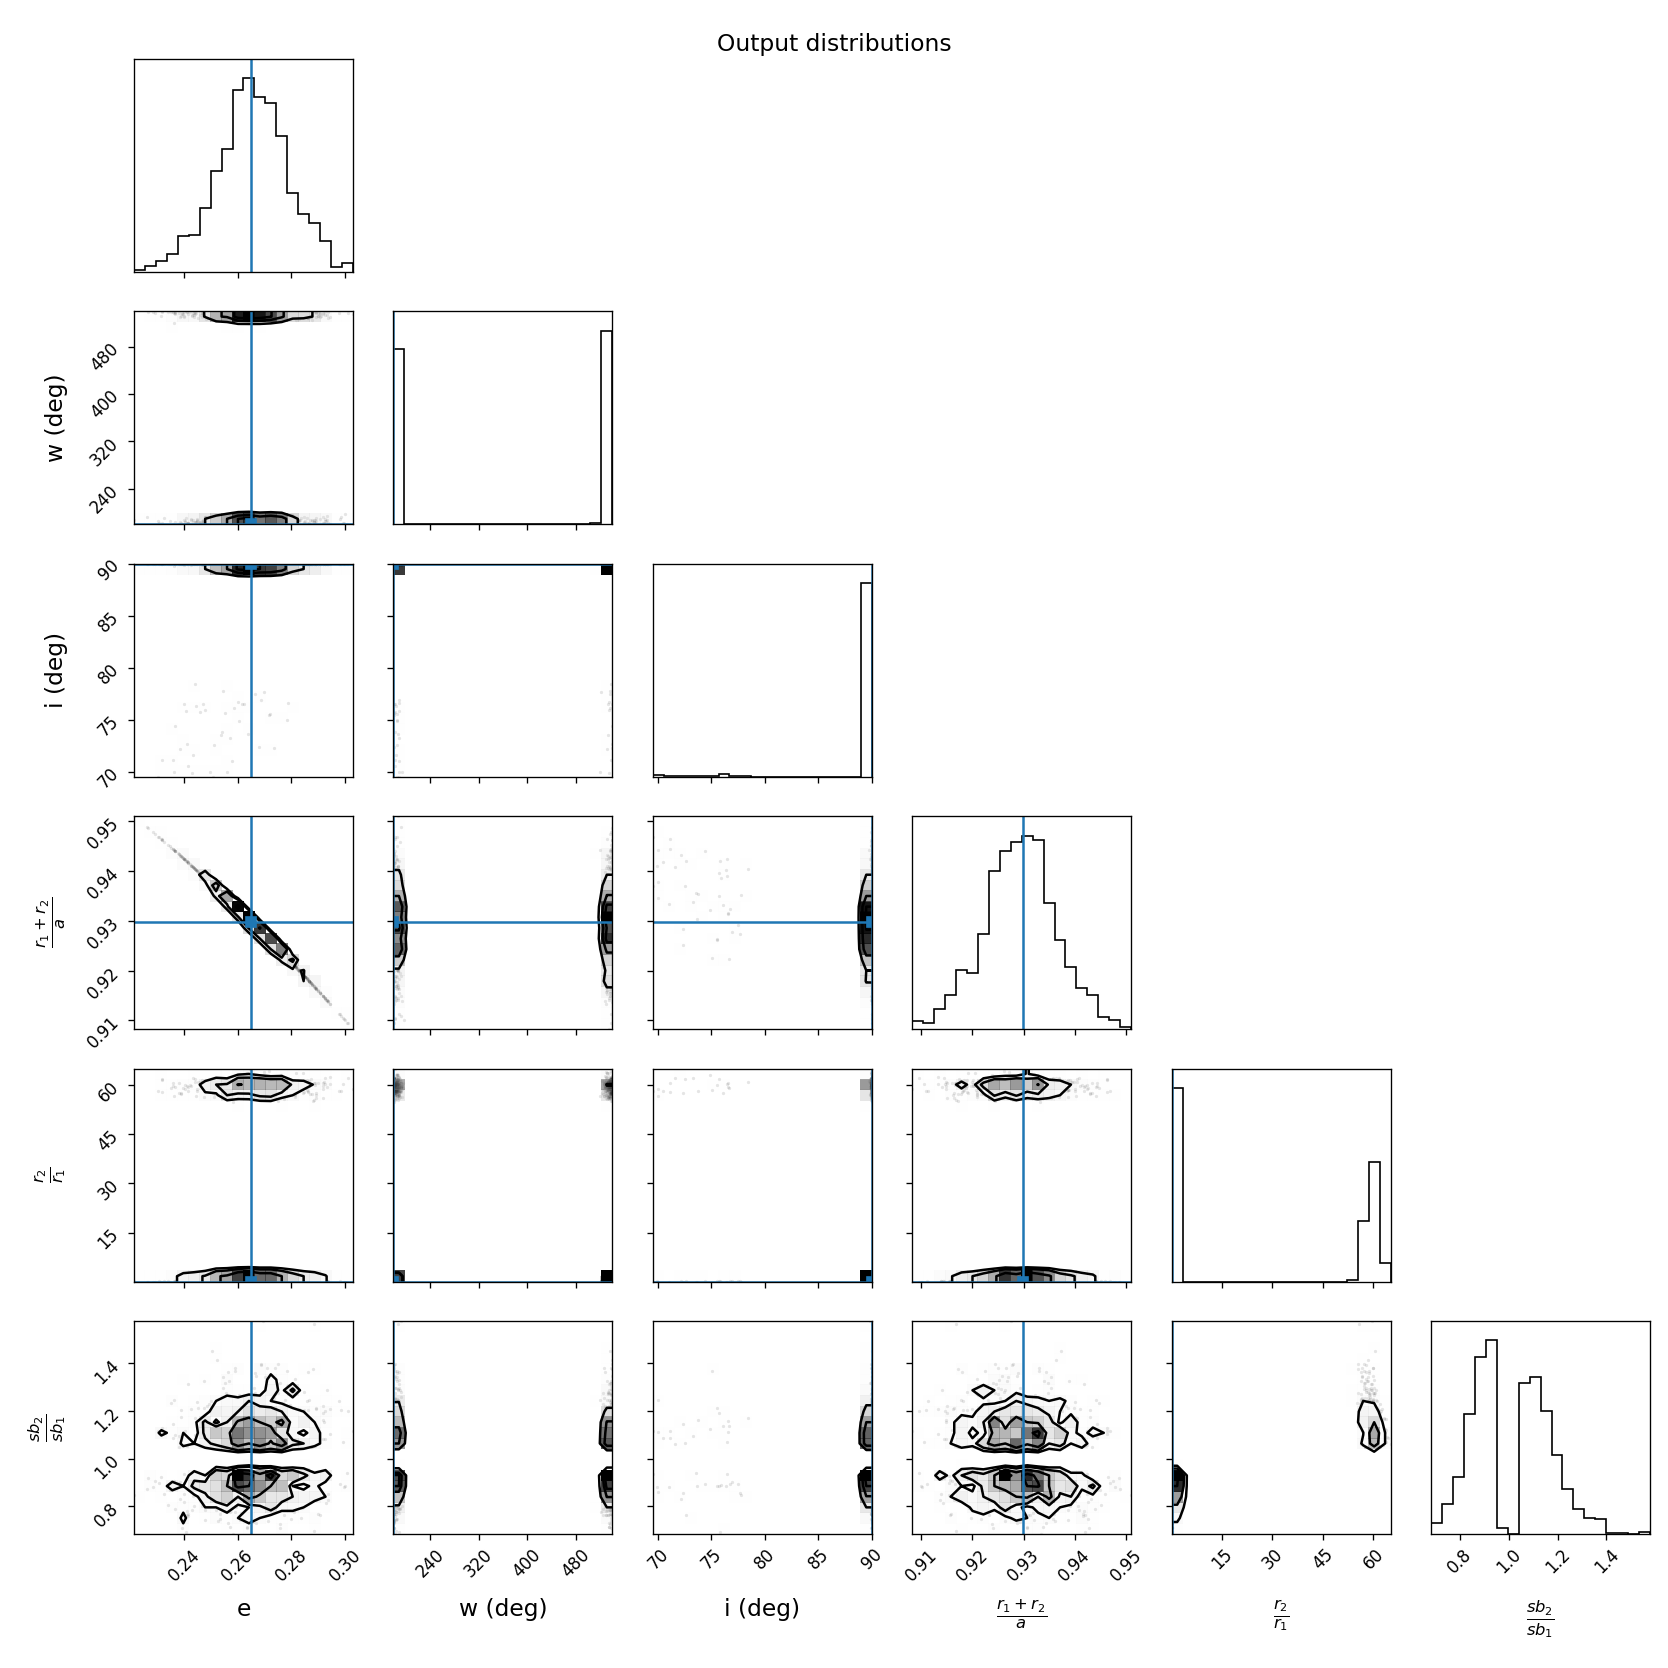 Output distributions
w (deg)
480
400
320
240
i (deg)
90
85
80
75
70
r₁ + r₂
a
0.95
0.94
0.93
0.92
0.91
r₂
r₁
60
45
30
15
sb₂
sb₁
1.4
1.2
1.0
0.8
0.24 0.26 0.28 0.30 240 320 400 480 70 75 80 85 90 0.91 0.92 0.93 0.94 0.95 15 30 45 60 0.8 1.0 1.2 1.4
e w (deg) i (deg) r₁ + r₂ r₂ sb₂
a r₁ sb₁